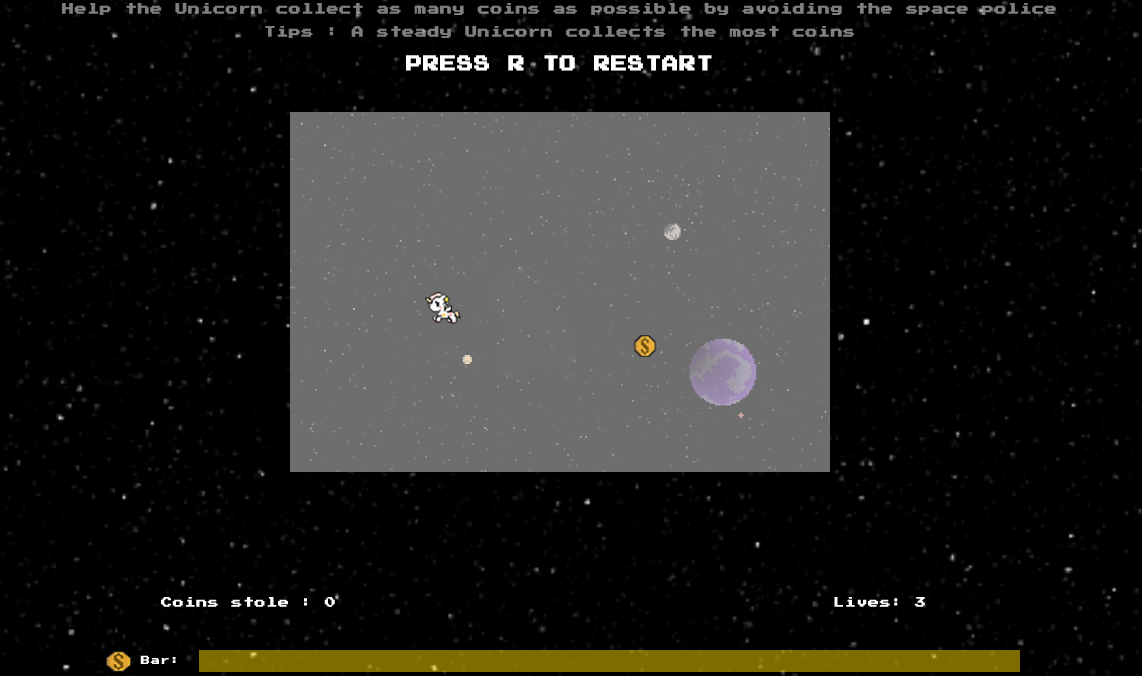 Help the Unicorn collect as many coins as possible by avoiding the space police
Tips : A steady Unicorn collects the most coins
PRESS R TO RESTART
$
Coins stole : 0
Lives: 3
$ Bar: